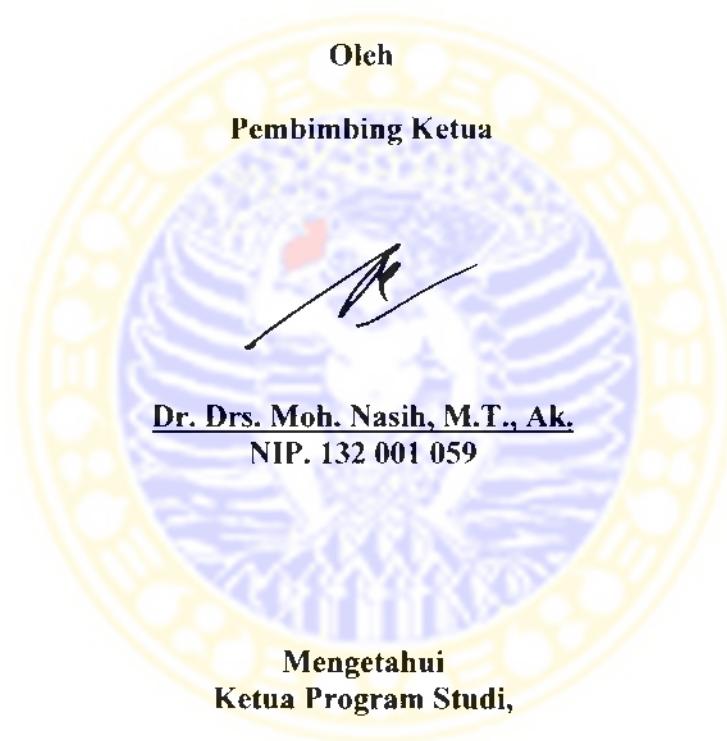 Oleh
Pembimbing Ketua
Dr. Drs. Moh. Nasih, M.T., Ak.
NIP. 132 001 059
Mengetahui
Ketua Program Studi,